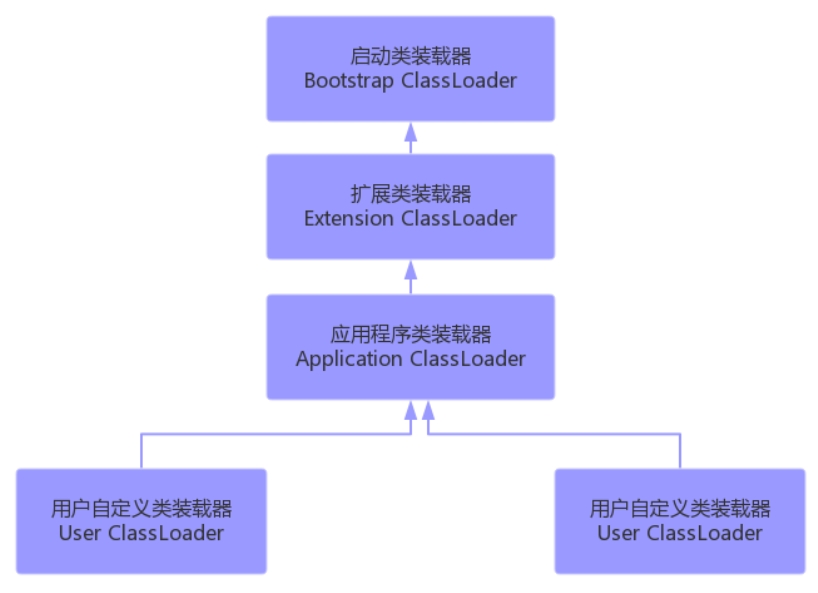 启动类装载器
Bootstrap ClassLoader
扩展类装载器
Extension ClassLoader
应用程序类装载器
Application ClassLoader
用户自定义类装载器
User ClassLoader
用户自定义类装载器
User ClassLoader